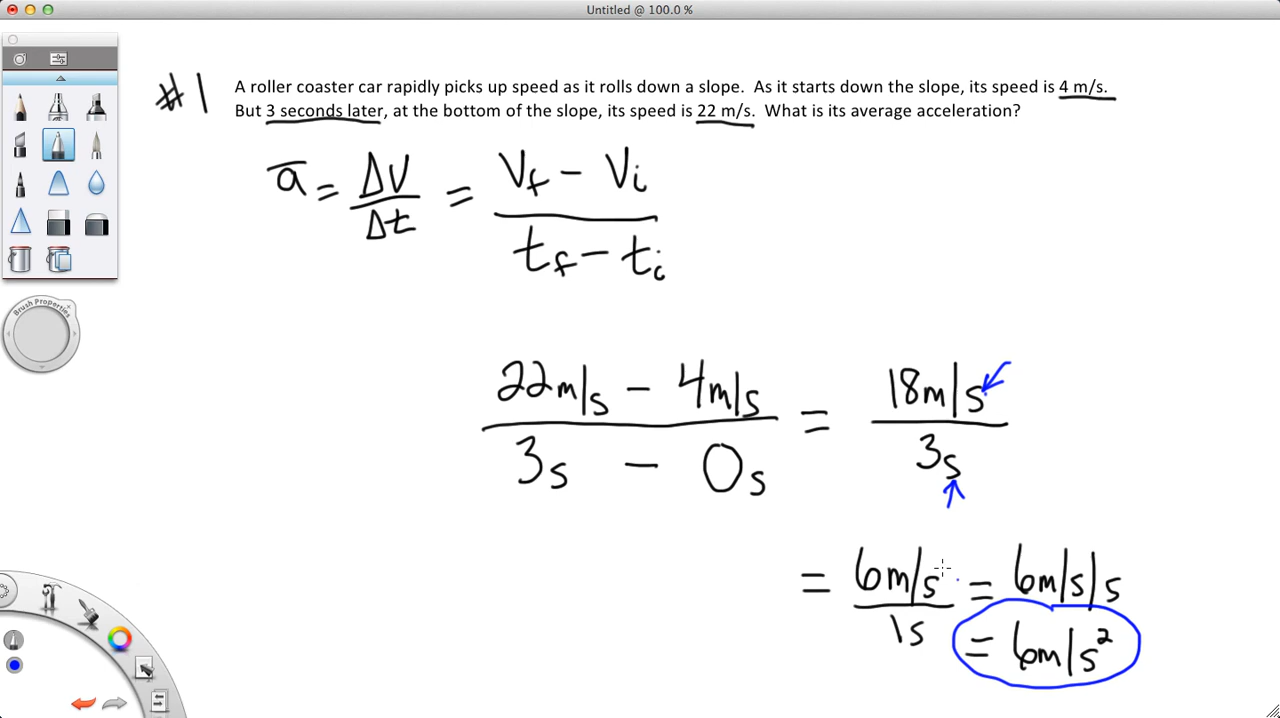 Untitled @ 100.0 %
#1 A roller coaster car rapidly picks up speed as it rolls down a slope. As it starts down the slope, its speed is 4 m/s.
But 3 seconds later, at the bottom of the slope, its speed is 22 m/s. What is its average acceleration?
a̅ = ΔV/Δt = (Vf - Vi)/(tf - ti)
(22m/s - 4m/s)/(3s - 0s) = 18m/s/3s
= 6m/s/1s = 6m/s/s
= 6m/s²
Brush Properties